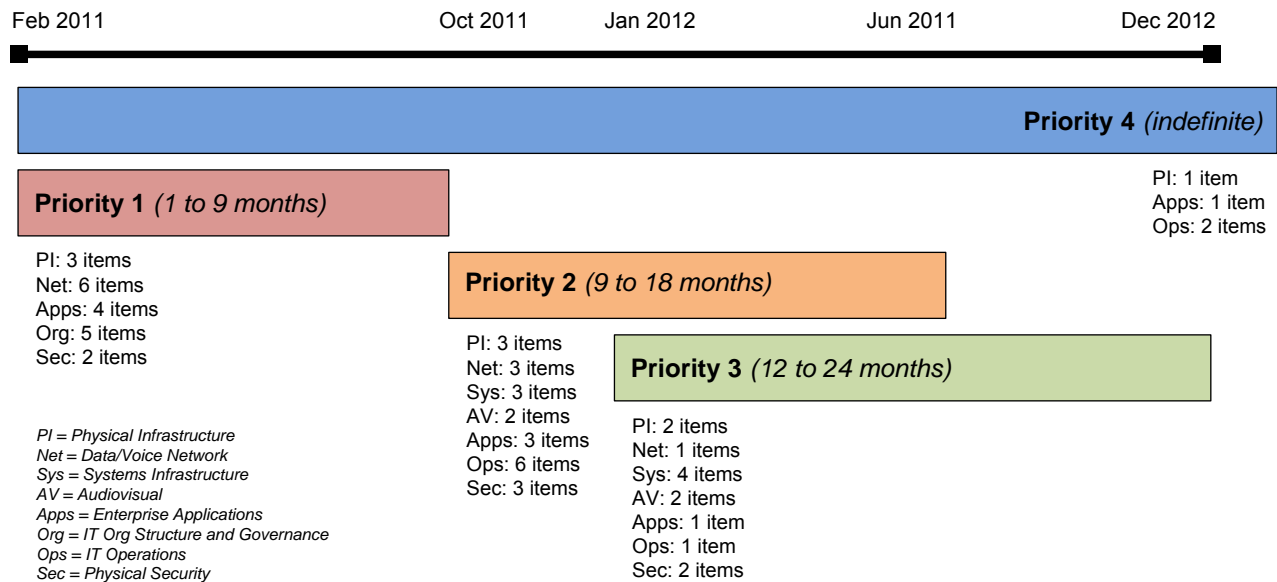 Feb 2011 Oct 2011 Jan 2012 Jun 2011 Dec 2012
Priority 4 (indefinite)
PI: 1 item
Apps: 1 item
Ops: 2 items
Priority 1 (1 to 9 months)
PI: 3 items
Net: 6 items
Apps: 4 items
Org: 5 items
Sec: 2 items
Priority 2 (9 to 18 months)
PI: 3 items
Net: 3 items
Sys: 3 items
AV: 2 items
Apps: 3 items
Ops: 6 items
Sec: 3 items
Priority 3 (12 to 24 months)
PI: 2 items
Net: 1 items
Sys: 4 items
AV: 2 items
Apps: 1 item
Ops: 1 item
Sec: 2 items
PI = Physical Infrastructure
Net = Data/Voice Network
Sys = Systems Infrastructure
AV = Audiovisual
Apps = Enterprise Applications
Org = IT Org Structure and Governance
Ops = IT Operations
Sec = Physical Security